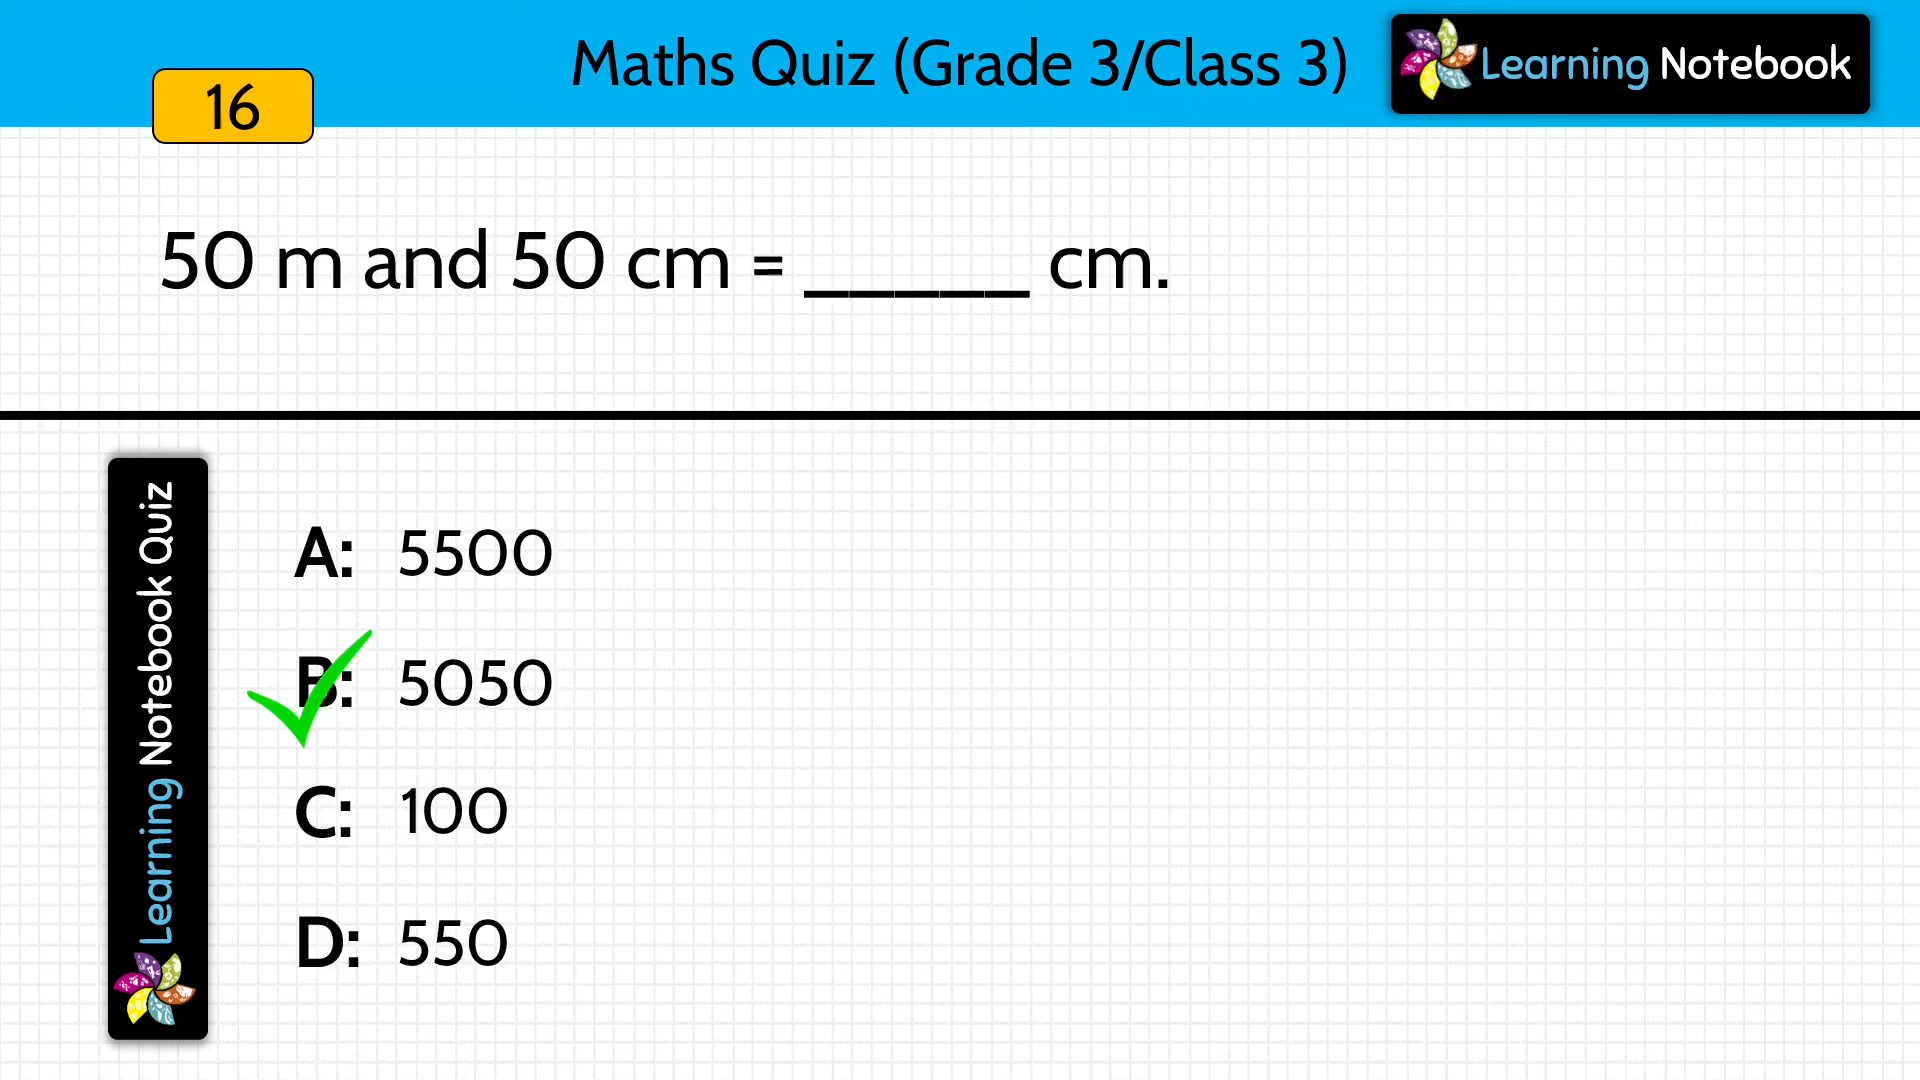 Maths Quiz (Grade 3/Class 3)
Learning Notebook
16
50 m and 50 cm = _____ cm.
Learning Notebook Quiz
A: 5500
B: 5050
C: 100
D: 550